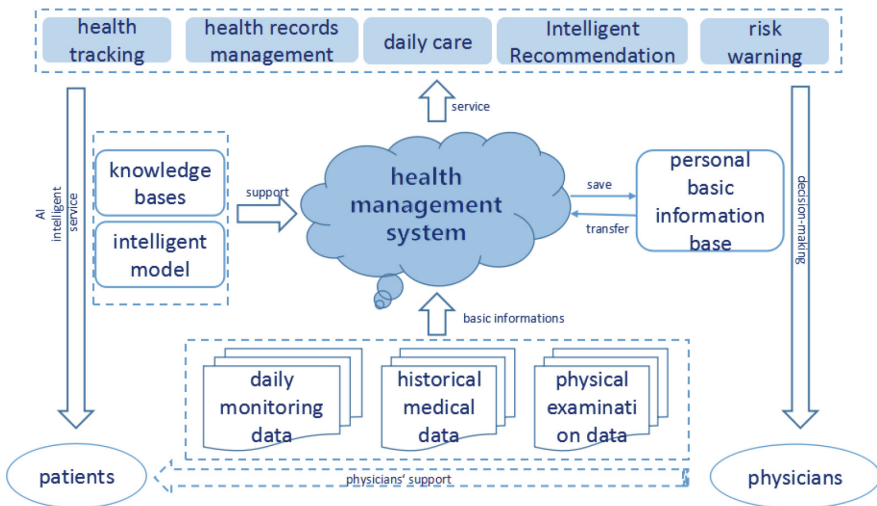 health
tracking
health records
management
daily care
Intelligent
Recommendation
risk
warning
service
AI
intelligent
service
knowledge
bases
intelligent
model
support
health
management
system
save
transfer
personal
basic
information
base
decision-making
basic informations
daily
monitoring
data
historical
medical
data
physical
examinati
on data
patients
physicians' support
physicians